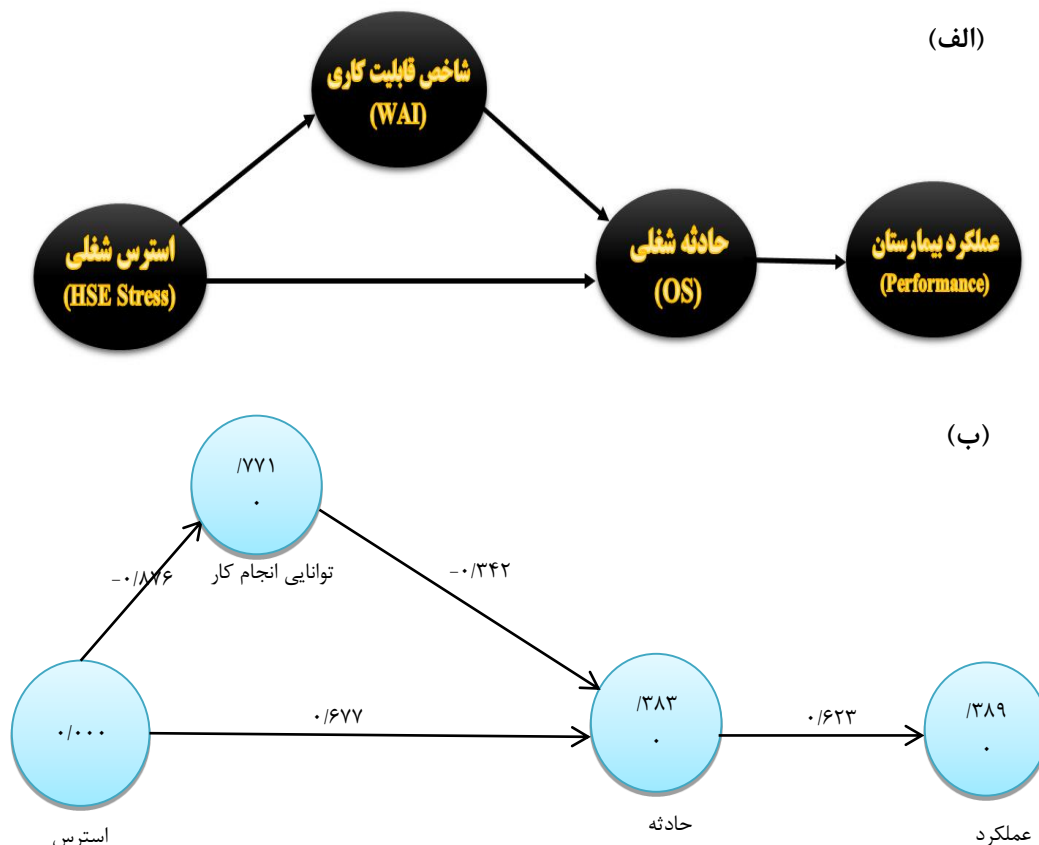 (الف)
شاخص قابلیت کاری
(WAI)
استرس شغلی
(HSE Stress)
حادثه شغلی
(OS)
عملکرد بیمارستان
(Performance)
(ب)
/۷۷۱
۰
توانایی انجام کار
-۰/۸۷۶
-۰/۳۴۲
۰/۰۰۰
استرس
۰/۶۷۷
/۳۸۳
۰
حادثه
۰/۶۲۳
/۳۸۹
۰
عملکرد